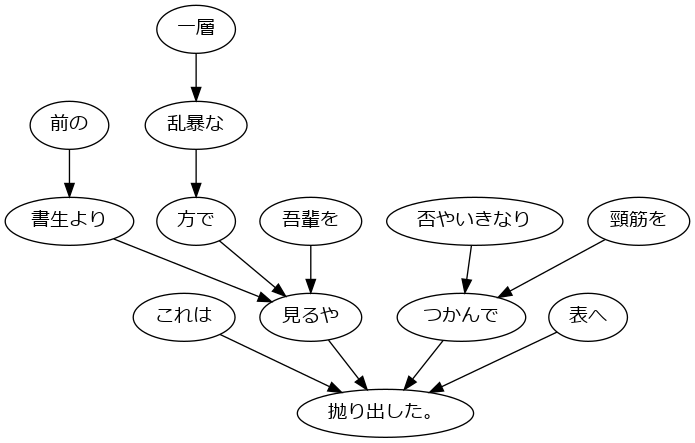 一層
前の
乱暴な
書生より
方で
吾輩を
否やいきなり
頸筋を
これは
見るや
つかんで
表へ
抛り出した。